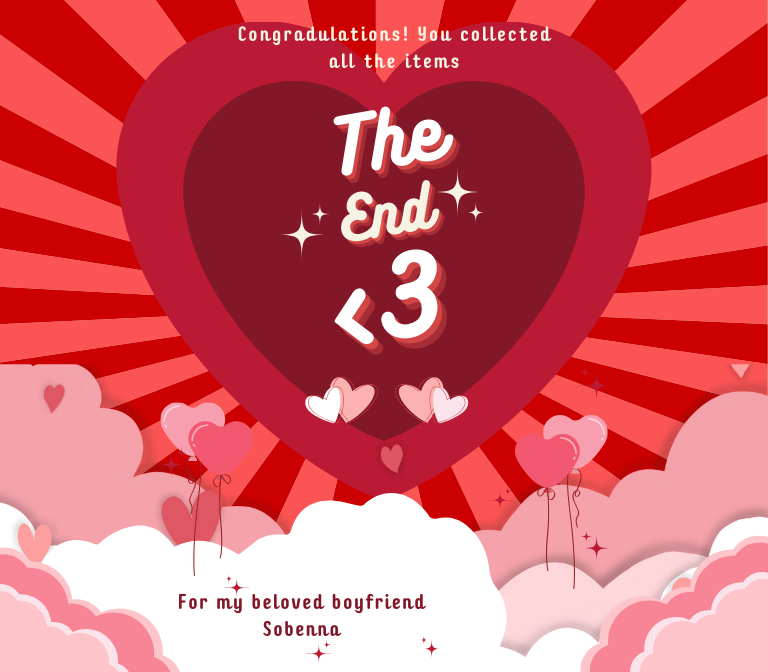 Congradulations! You collected
all the items
The
End
<3
For my beloved boyfriend
Sobenna